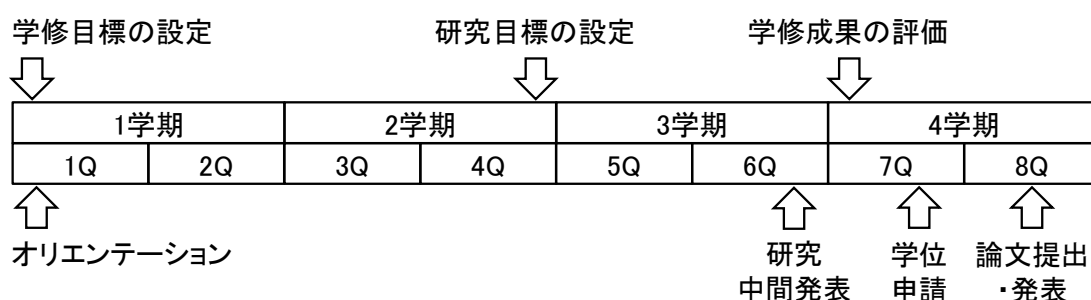 学修目標の設定 研究目標の設定 学修成果の評価
1学期 2学期 3学期 4学期
1Q 2Q 3Q 4Q 5Q 6Q 7Q 8Q
オリエンテーション 研究 学位 論文提出
中間発表 申請 ・発表